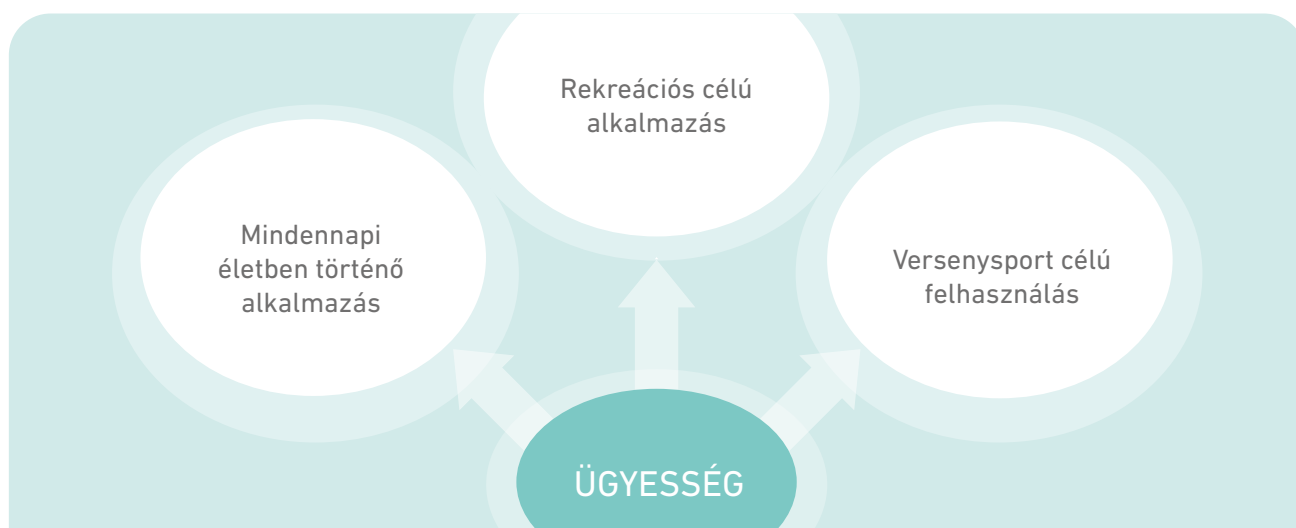 Rekreációs célú
alkalmazás
Mindennapi
életben történő
alkalmazás
Versenysport célú
felhasználás
ÜGYESSÉG